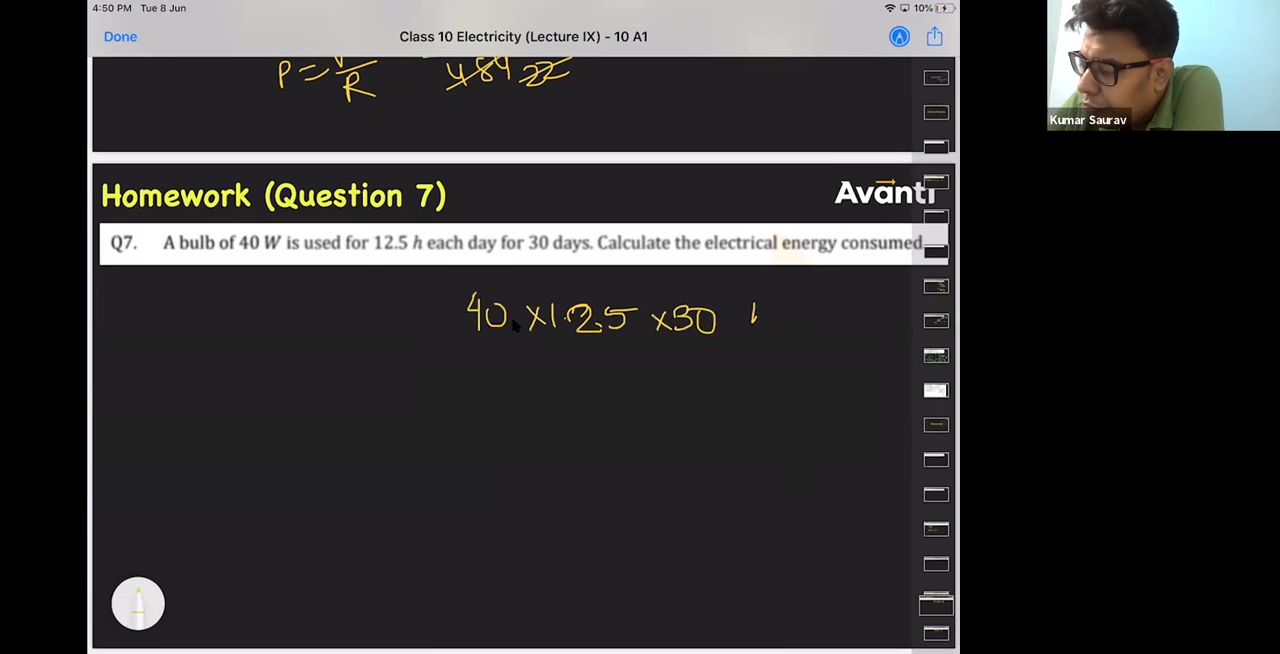 4:50 PM Tue 8 Jun
10%
Done
Class 10 Electricity (Lecture IX) - 10 A1
P = V / R
484 22
Kumar Saurav
Homework (Question 7)
Avanti
Q7. A bulb of 40 W is used for 12.5 h each day for 30 days. Calculate the electrical energy consumed
40 × 12.5 × 30